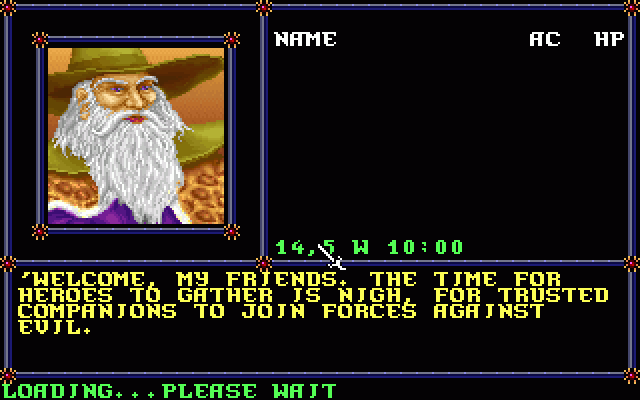 NAME AC HP
14,5 W 10:00
'WELCOME, MY FRIENDS. THE TIME FOR
HEROES TO GATHER IS NIGH, FOR TRUSTED
COMPANIONS TO JOIN FORCES AGAINST
EVIL.
LOADING...PLEASE WAIT